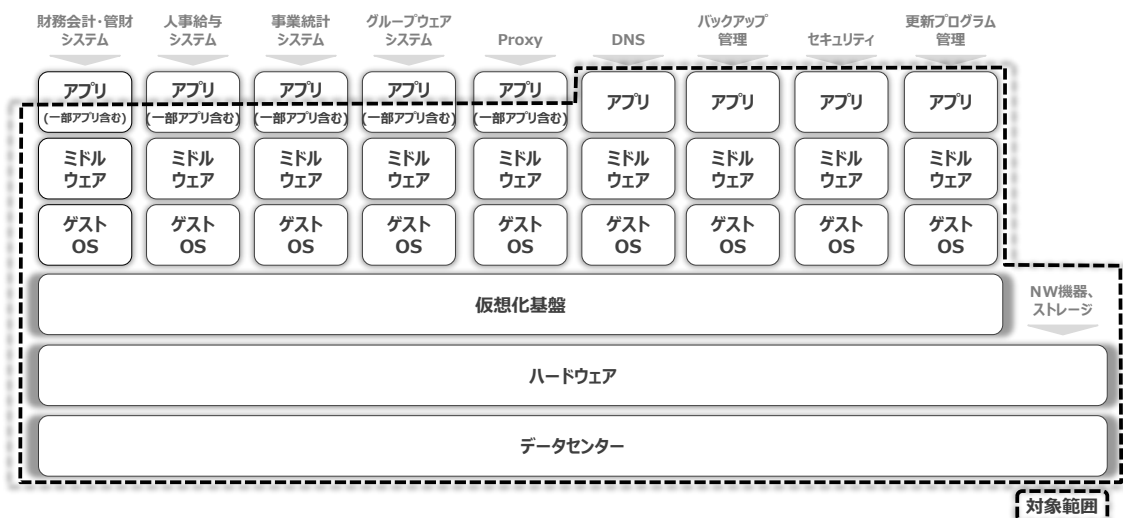 財務会計・管財
システム
人事給与
システム
事業統計
システム
グループウェア
システム
Proxy
DNS
バックアップ
管理
セキュリティ
更新プログラム
管理
アプリ
(一部アプリ含む)
アプリ
(一部アプリ含む)
アプリ
(一部アプリ含む)
アプリ
(一部アプリ含む)
アプリ
(一部アプリ含む)
アプリ
アプリ
アプリ
アプリ
ミドル
ウェア
ミドル
ウェア
ミドル
ウェア
ミドル
ウェア
ミドル
ウェア
ミドル
ウェア
ミドル
ウェア
ミドル
ウェア
ミドル
ウェア
ゲスト
OS
ゲスト
OS
ゲスト
OS
ゲスト
OS
ゲスト
OS
ゲスト
OS
ゲスト
OS
ゲスト
OS
ゲスト
OS
仮想化基盤
NW機器、
ストレージ
ハードウェア
データセンター
対象範囲